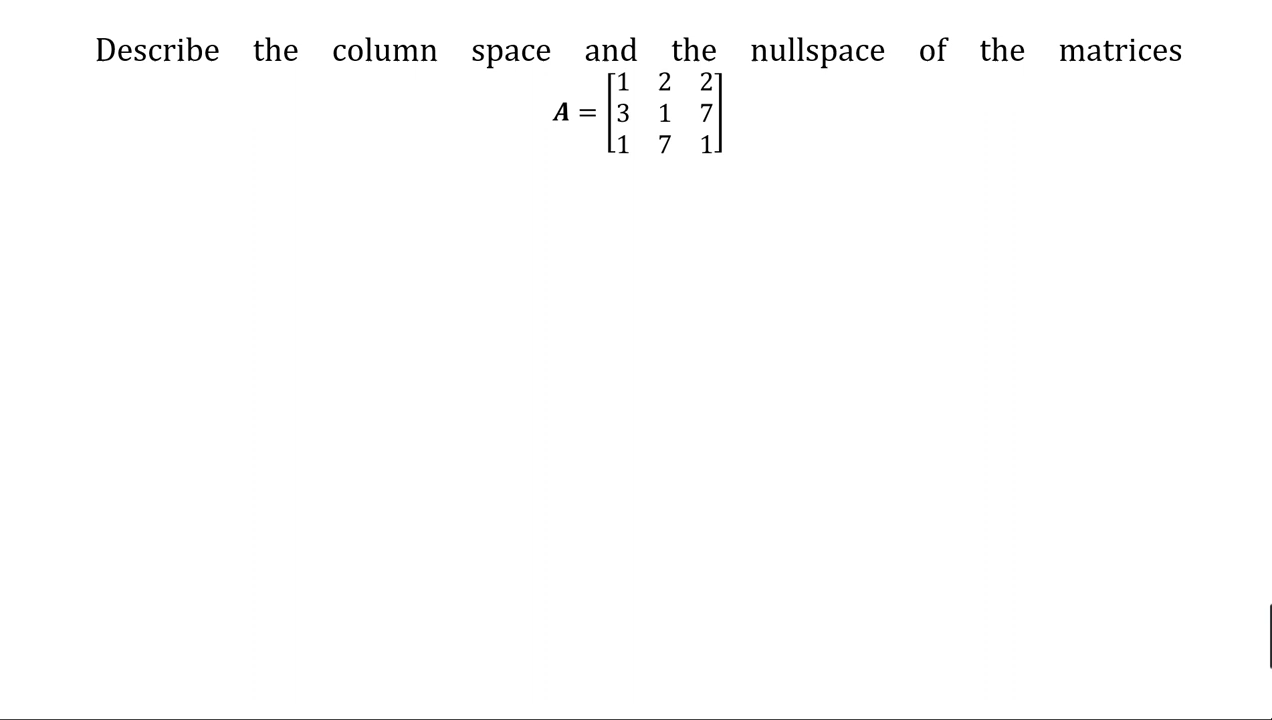 Describe the column space and the nullspace of the matrices
A = [1 2 2
3 1 7
1 7 1]